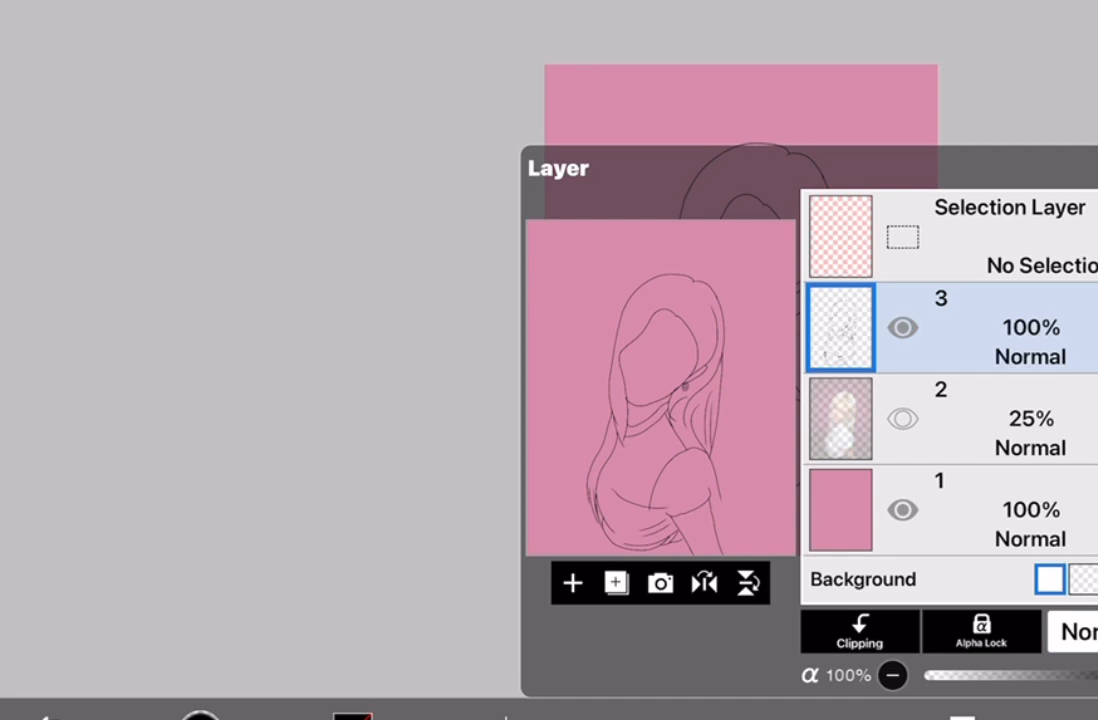 Layer
Selection Layer
No Selectio
3
100%
Normal
2
25%
Normal
1
100%
Normal
Background
Clipping
α
Alpha Lock
Nor
α 100%